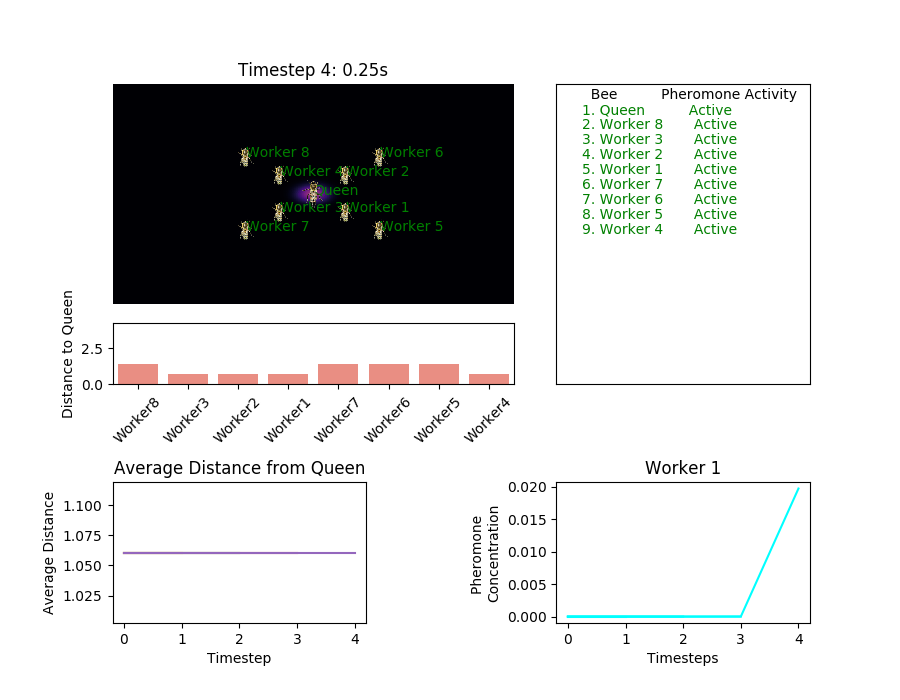 Timestep 4: 0.25s
Worker 8
Worker 6
Worker 4
Worker 2
Queen
Worker 3
Worker 1
Worker 7
Worker 5
Bee Pheromone Activity
1. Queen Active
2. Worker 8 Active
3. Worker 3 Active
4. Worker 2 Active
5. Worker 1 Active
6. Worker 7 Active
7. Worker 6 Active
8. Worker 5 Active
9. Worker 4 Active
Distance to Queen
2.5
0.0
Worker8 Worker3 Worker2 Worker1 Worker7 Worker6 Worker5 Worker4
Average Distance from Queen
Average Distance
1.100
1.075
1.050
1.025
0 1 2 3 4
Timestep
Worker 1
Pheromone
Concentration
0.020
0.015
0.010
0.005
0.000
0 1 2 3 4
Timesteps